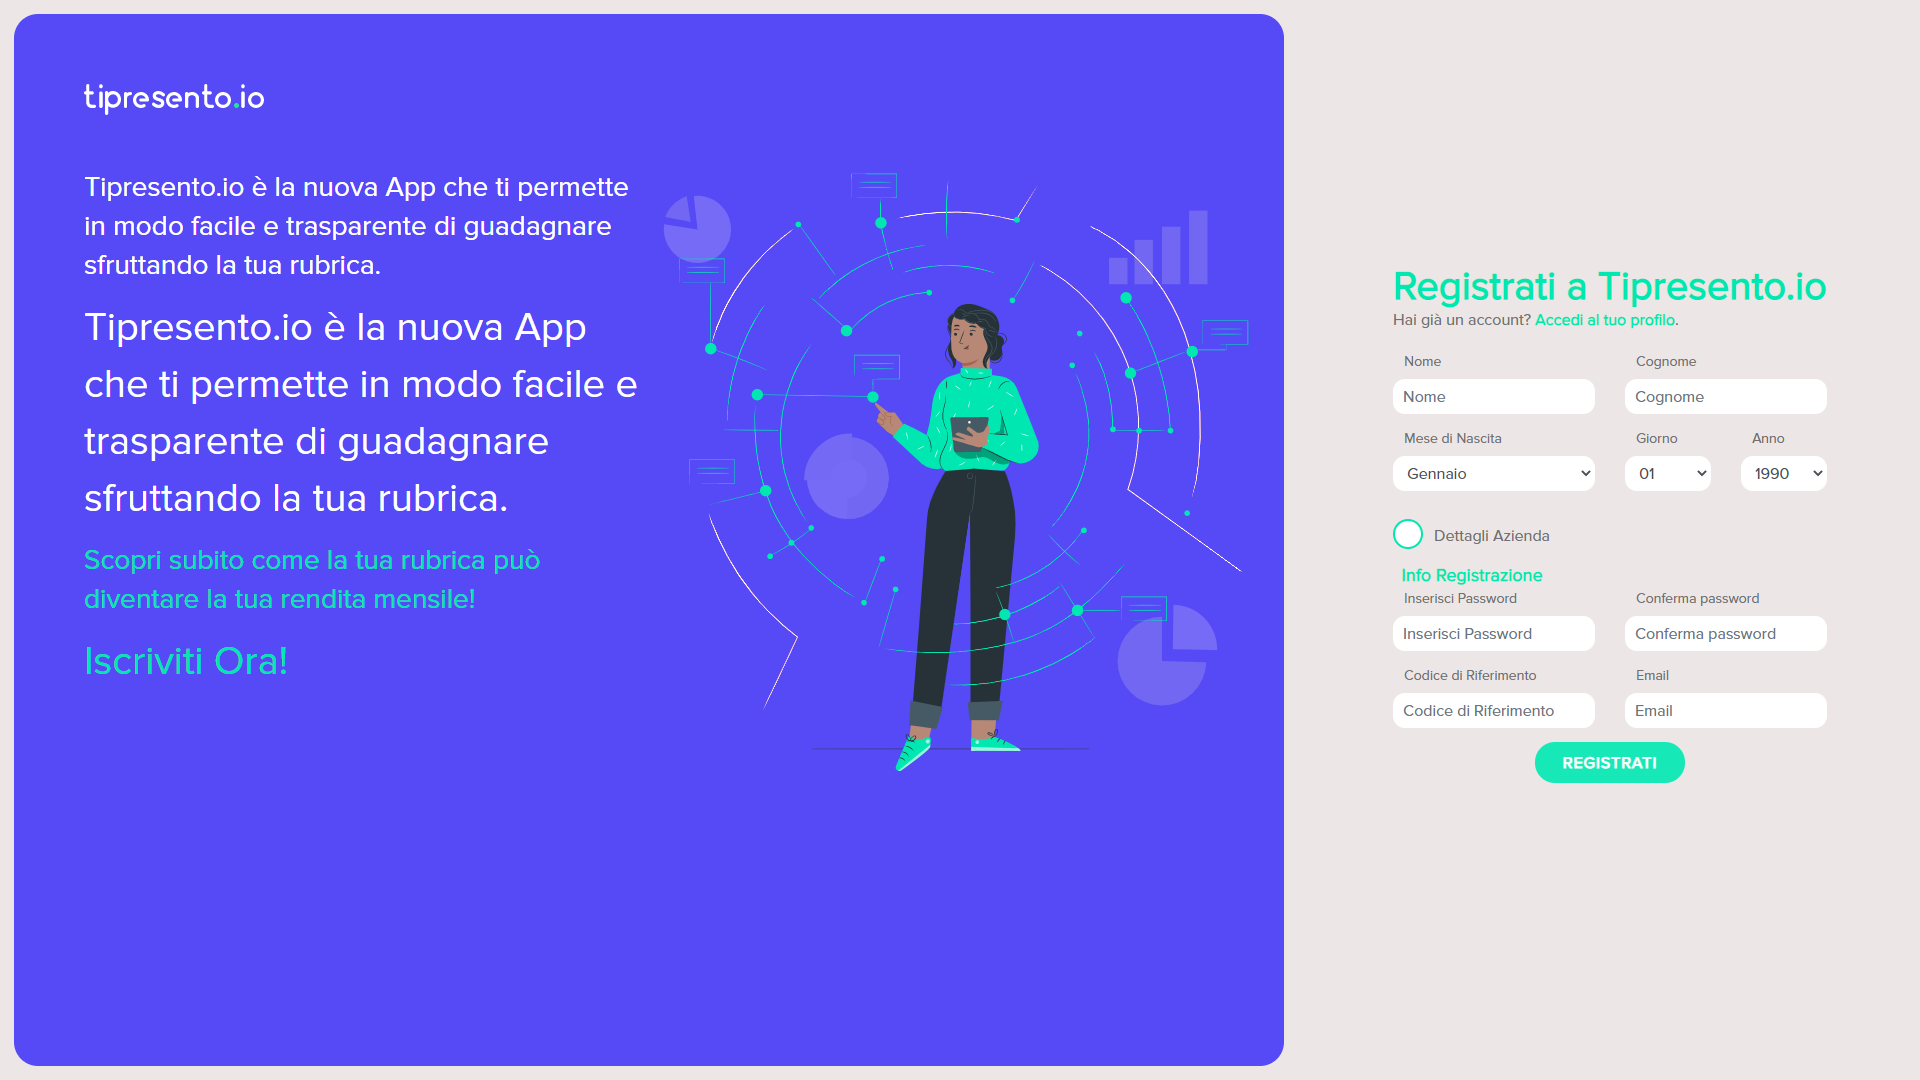 tipresento.io
Tipresento.io è la nuova App che ti permette
in modo facile e trasparente di guadagnare
sfruttando la tua rubrica.
Tipresento.io è la nuova App
che ti permette in modo facile e
trasparente di guadagnare
sfruttando la tua rubrica.
Scopri subito come la tua rubrica può
diventare la tua rendita mensile!
Iscriviti Ora!
Registrati a Tipresento.io
Hai già un account? Accedi al tuo profilo.
Nome Cognome
Nome Cognome
Mese di Nascita Giorno Anno
Gennaio 01 1990
Dettagli Azienda
Info Registrazione
Inserisci Password Conferma password
Inserisci Password Conferma password
Codice di Riferimento Email
Codice di Riferimento Email
REGISTRATI